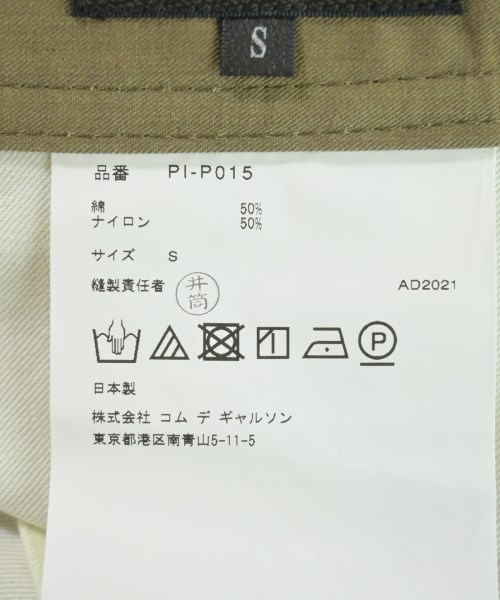 S
品番 PI-P015
綿 50%
ナイロン 50%
サイズ S
縫製責任者 井筒 AD2021
P
日本製
株式会社 コム デ ギャルソン
東京都港区南青山5-11-5